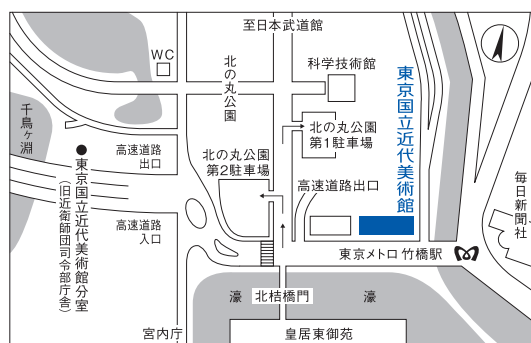 至日本武道館
WC
北の丸公園
科学技術館
東京国立近代美術館
千鳥ヶ淵
北の丸公園
第1駐車場
高速道路
出口
北の丸公園
第2駐車場
高速道路出口
毎日新聞社
東京国立近代美術館分室
(旧近衛師団司令部庁舎)
高速道路
入口
東京メトロ 竹橋駅
濠
北桔橋門
濠
宮内庁
皇居東御苑